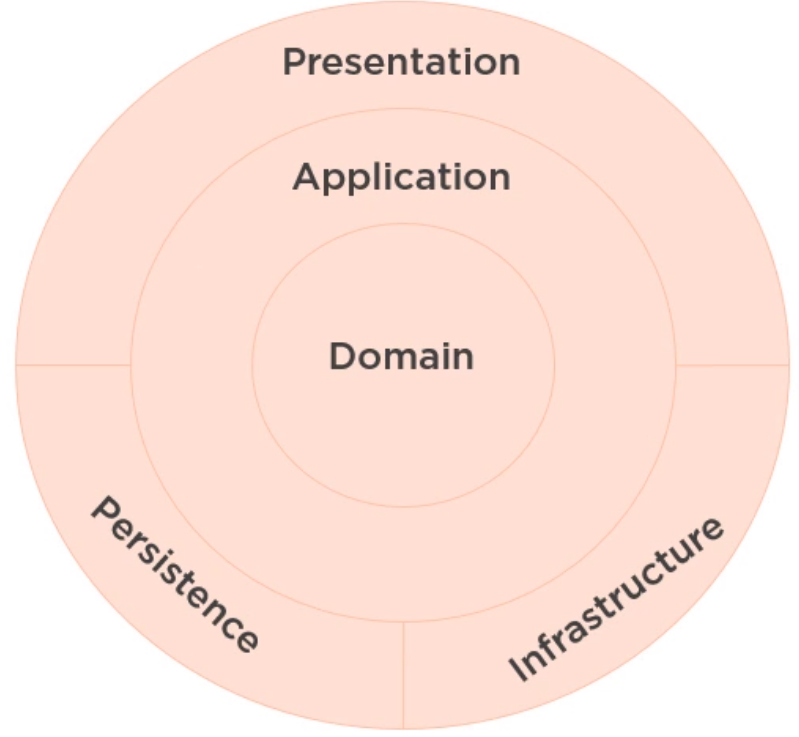 Presentation
Application
Domain
Persistence
Infrastructure